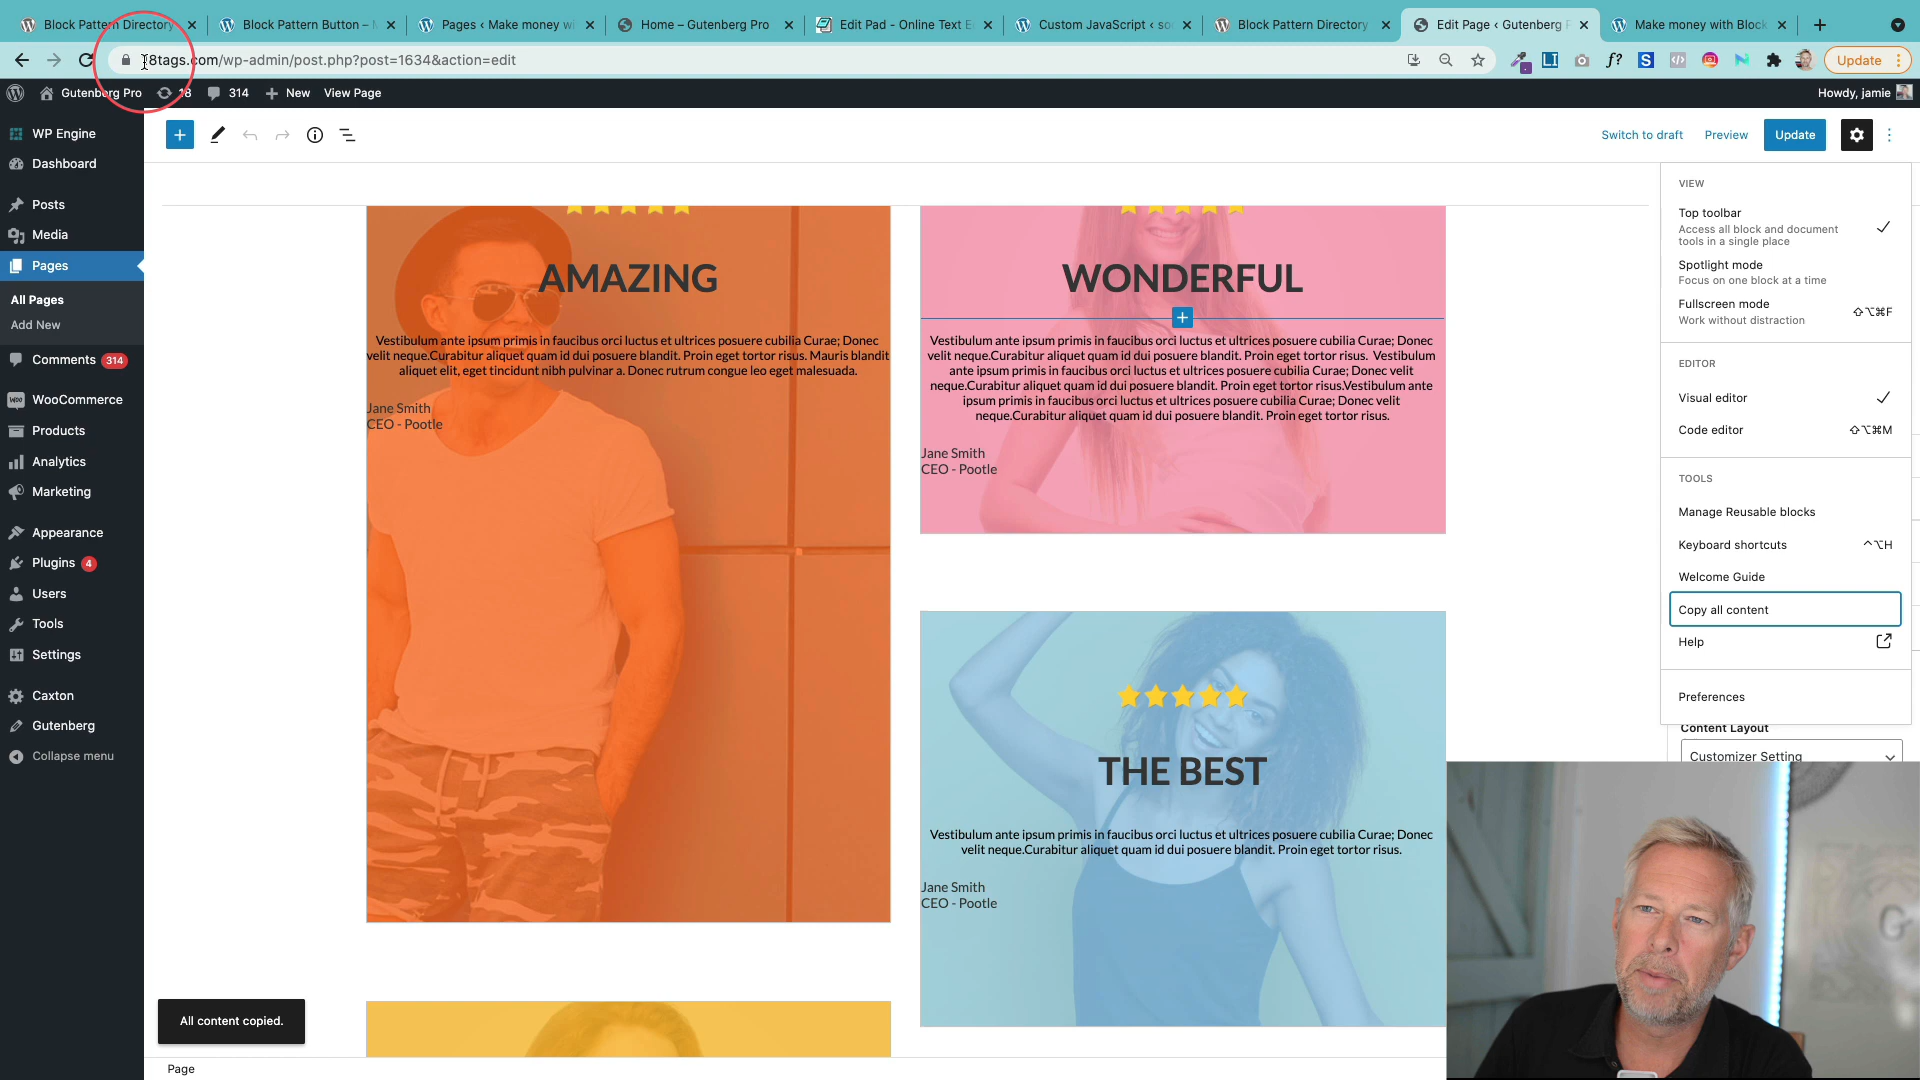 Block Pattern Directory
Block Pattern Button –
Pages ‹ Make money wi
Home – Gutenberg Pro
Edit Pad - Online Text E
Custom JavaScript ‹ so
Block Pattern Directory
Edit Page ‹ Gutenberg P
Make money with Block
8tags.com/wp-admin/post.php?post=1634&action=edit
Update
Gutenberg Pro
18
314
New
View Page
Howdy, jamie
WP Engine
Dashboard
Posts
Media
Pages
All Pages
Add New
Comments 314
WooCommerce
Products
Analytics
Marketing
Appearance
Plugins 4
Users
Tools
Settings
Caxton
Gutenberg
Collapse menu
Switch to draft
Preview
Update
AMAZING
Vestibulum ante ipsum primis in faucibus orci luctus et ultrices posuere cubilia Curae; Donec
velit neque.Curabitur aliquet quam id dui posuere blandit. Proin eget tortor risus. Mauris blandit
aliquet elit, eget tincidunt nibh pulvinar a. Donec rutrum congue leo eget malesuada.
Jane Smith
CEO - Pootle
WONDERFUL
Vestibulum ante ipsum primis in faucibus orci luctus et ultrices posuere cubilia Curae; Donec
velit neque.Curabitur aliquet quam id dui posuere blandit. Proin eget tortor risus. Vestibulum
ante ipsum primis in faucibus orci luctus et ultrices posuere cubilia Curae; Donec velit
neque.Curabitur aliquet quam id dui posuere blandit. Proin eget tortor risus.Vestibulum ante
ipsum primis in faucibus orci luctus et ultrices posuere cubilia Curae; Donec velit
neque.Curabitur aliquet quam id dui posuere blandit. Proin eget tortor risus.
Jane Smith
CEO - Pootle
THE BEST
Vestibulum ante ipsum primis in faucibus orci luctus et ultrices posuere cubilia Curae; Donec
velit neque.Curabitur aliquet quam id dui posuere blandit. Proin eget tortor risus.
Jane Smith
CEO - Pootle
VIEW
Top toolbar
Access all block and document
tools in a single place
Spotlight mode
Focus on one block at a time
Fullscreen mode
Work without distraction
⇧⌥⌘F
EDITOR
Visual editor
Code editor
⇧⌥⌘M
TOOLS
Manage Reusable blocks
Keyboard shortcuts
⌃⌥H
Welcome Guide
Copy all content
Help
Preferences
Content Layout
Customizer Setting
All content copied.
Page